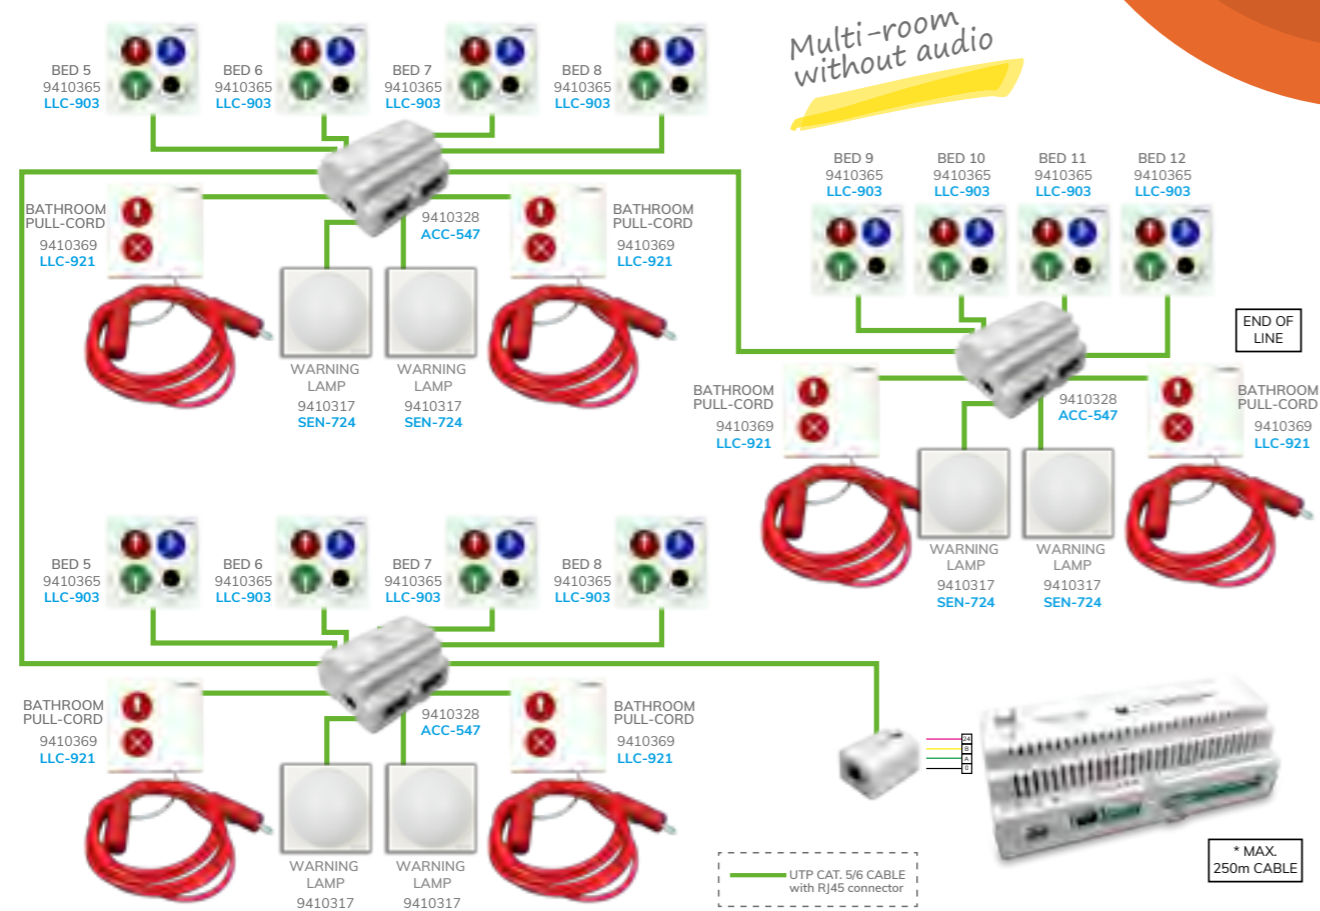 Multi-room
without audio
BED 5
9410365
LLC-903
BED 6
9410365
LLC-903
BED 7
9410365
LLC-903
BED 8
9410365
LLC-903
BATHROOM
PULL-CORD
9410369
LLC-921
9410328
ACC-547
BATHROOM
PULL-CORD
9410369
LLC-921
WARNING
LAMP
9410317
SEN-724
WARNING
LAMP
9410317
SEN-724
BED 9
9410365
LLC-903
BED 10
9410365
LLC-903
BED 11
9410365
LLC-903
BED 12
9410365
LLC-903
END OF
LINE
BATHROOM
PULL-CORD
9410369
LLC-921
9410328
ACC-547
BATHROOM
PULL-CORD
9410369
LLC-921
WARNING
LAMP
9410317
SEN-724
WARNING
LAMP
9410317
SEN-724
BED 5
9410365
LLC-903
BED 6
9410365
LLC-903
BED 7
9410365
LLC-903
BED 8
9410365
LLC-903
BATHROOM
PULL-CORD
9410369
LLC-921
9410328
ACC-547
BATHROOM
PULL-CORD
9410369
LLC-921
WARNING
LAMP
9410317
WARNING
LAMP
9410317
24
B
A
0
* MAX.
250m CABLE
UTP CAT. 5/6 CABLE
with RJ45 connector